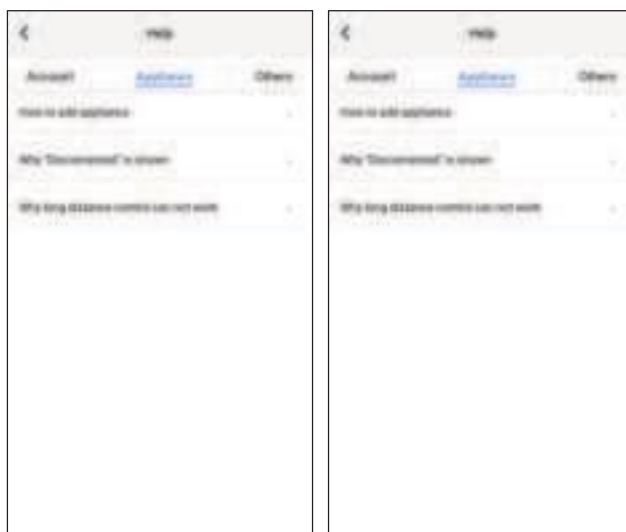 Help
Account Appliance Others
How to add appliance
Why "Disconnected" is shown
Why long distance control can not work
Help
Account Appliance Others
How to add appliance
Why "Disconnected" is shown
Why long distance control can not work